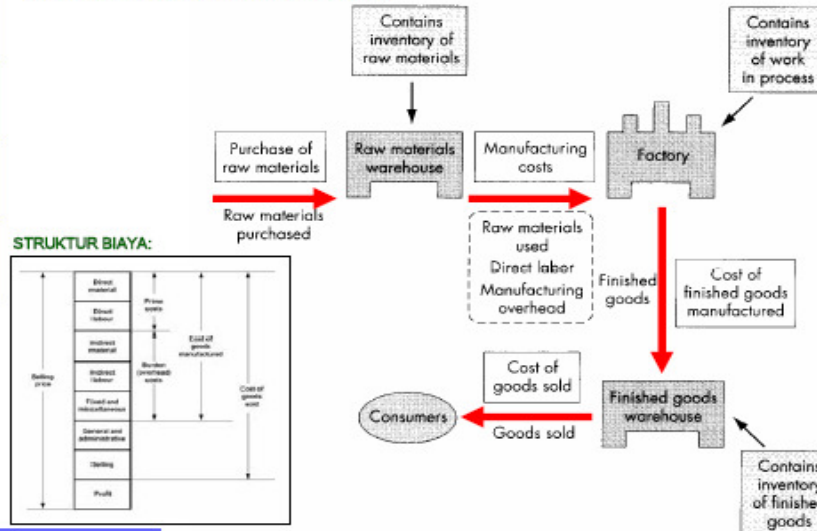 Contains
inventory of
raw materials
Contains
inventory
of work
in process
Purchase of
raw materials
Raw materials
warehouse
Manufacturing
costs
Factory
Raw materials
purchased
Raw materials
used
Direct labor
Manufacturing
overhead
Finished
goods
Cost of
finished goods
manufactured
STRUKTUR BIAYA:
Direct
material
Direct
labour
Indirect
material
Indirect
labour
Fixed and
miscellaneous
General and
administrative
Selling
Profit
Selling
price
Prime
costs
Burden
(overhead)
costs
Cost of
goods
manufactured
Cost of
goods
sold
Cost of
goods sold
Consumers
Goods sold
Finished goods
warehouse
Contains
inventory
of finished
goods